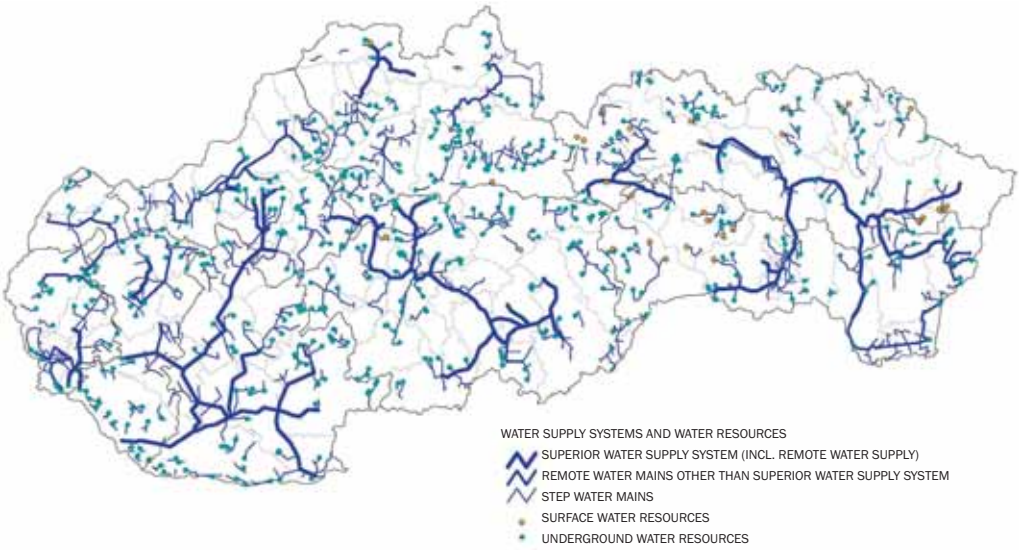 WATER SUPPLY SYSTEMS AND WATER RESOURCES
SUPERIOR WATER SUPPLY SYSTEM (INCL. REMOTE WATER SUPPLY)
REMOTE WATER MAINS OTHER THAN SUPERIOR WATER SUPPLY SYSTEM
STEP WATER MAINS
SURFACE WATER RESOURCES
UNDERGROUND WATER RESOURCES